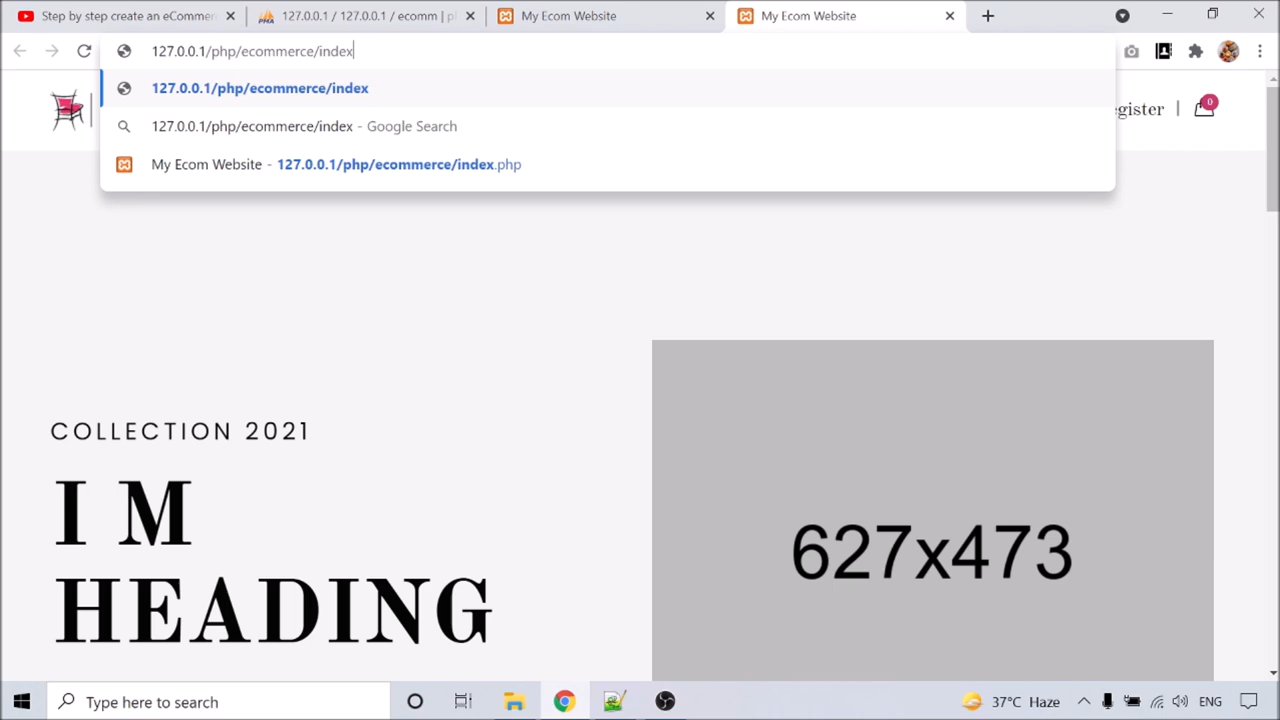 Step by step create an eCommer
127.0.0.1 / 127.0.0.1 / ecomm | p
My Ecom Website
My Ecom Website
127.0.0.1/php/ecommerce/index
127.0.0.1/php/ecommerce/index
127.0.0.1/php/ecommerce/index - Google Search
My Ecom Website - 127.0.0.1/php/ecommerce/index.php
egister | 0
COLLECTION 2021
I M
HEADING
627x473
Type here to search
37°C Haze
ENG